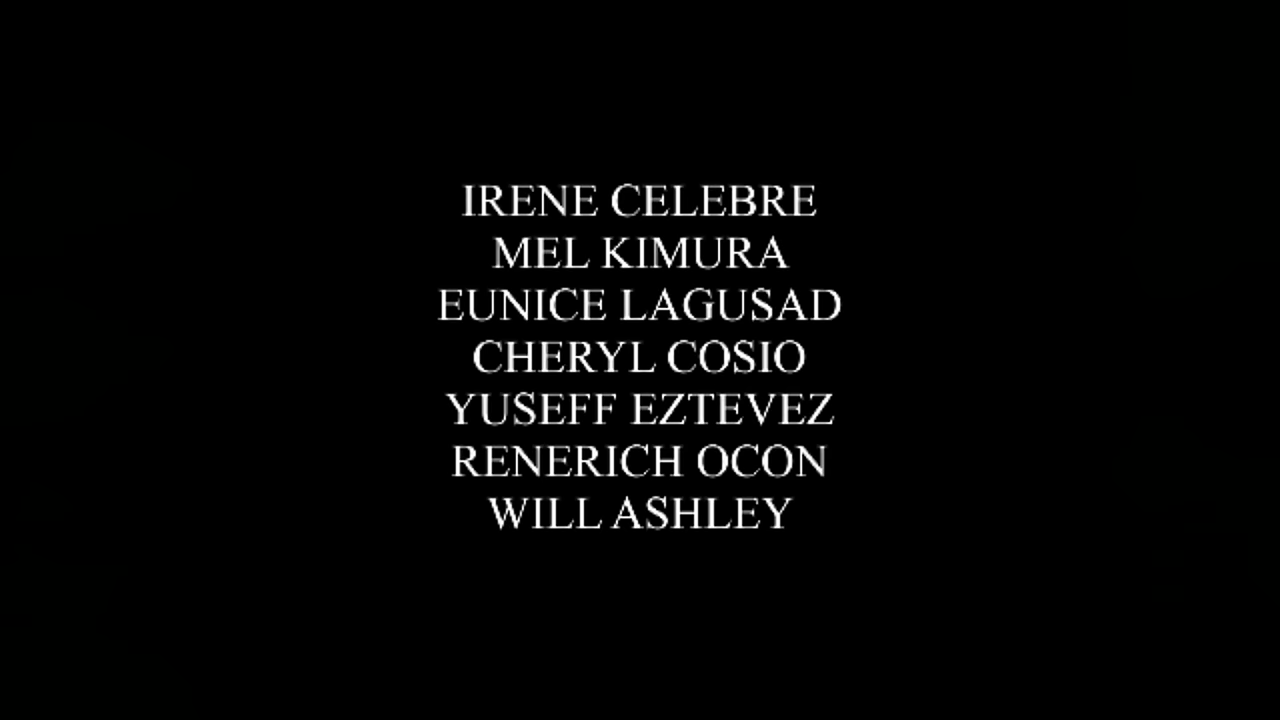 IRENE CELEBRE
MEL KIMURA
EUNICE LAGUSAD
CHERYL COSIO
YUSEFF EZTEVEZ
RENERICH OCON
WILL ASHLEY